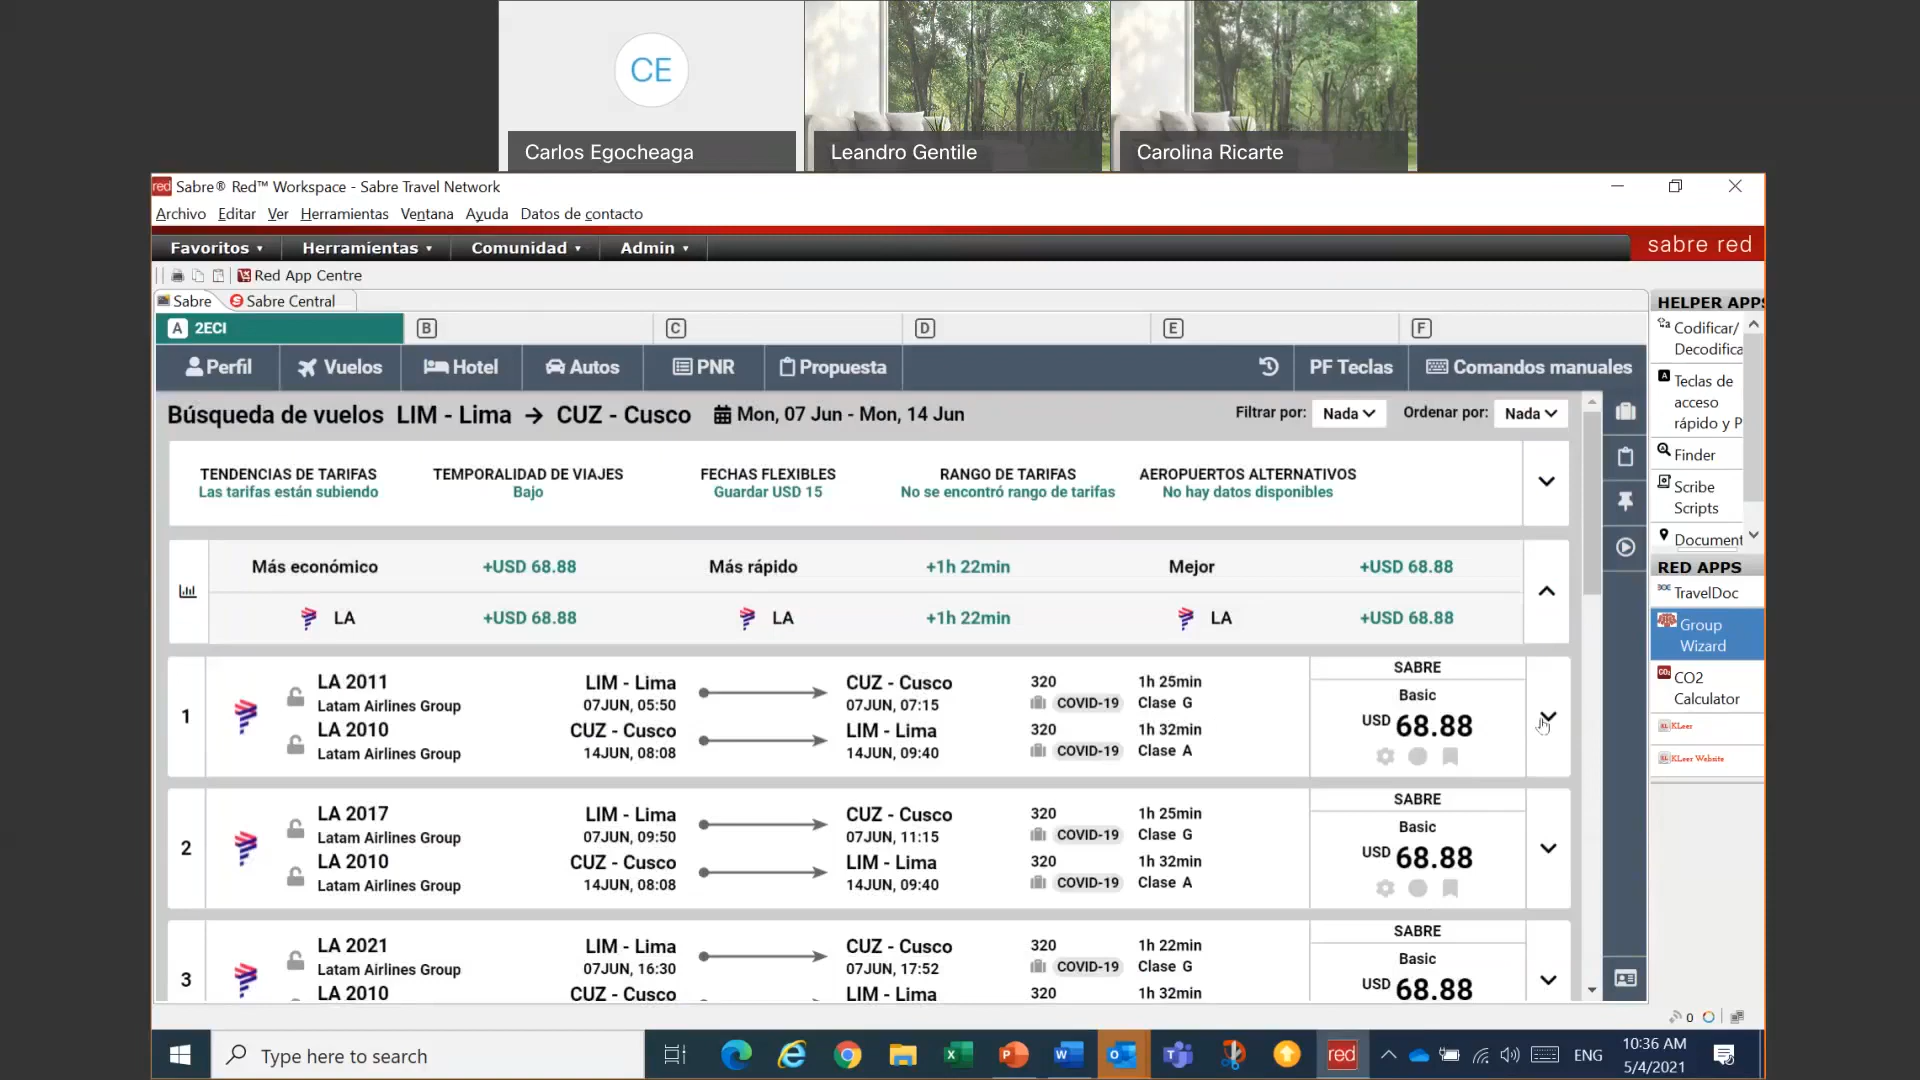 CE
Carlos Egocheaga
Leandro Gentile
Carolina Ricarte
red Sabre® Red™ Workspace - Sabre Travel Network
Archivo Editar Ver Herramientas Ventana Ayuda Datos de contacto
Favoritos Herramientas Comunidad Admin
sabre red
Red App Centre
Sabre Sabre Central
A 2ECI B C D E F
Perfil Vuelos Hotel Autos PNR Propuesta PF Teclas Comandos manuales
Búsqueda de vuelos LIM - Lima → CUZ - Cusco Mon, 07 Jun - Mon, 14 Jun Filtrar por: Nada Ordenar por: Nada
TENDENCIAS DE TARIFAS TEMPORALIDAD DE VIAJES FECHAS FLEXIBLES RANGO DE TARIFAS AEROPUERTOS ALTERNATIVOS
Las tarifas están subiendo Bajo Guardar USD 15 No se encontró rango de tarifas No hay datos disponibles
Más económico +USD 68.88 Más rápido +1h 22min Mejor +USD 68.88
LA +USD 68.88 LA +1h 22min LA +USD 68.88
1
LA 2011 LIM - Lima CUZ - Cusco 320 1h 25min
Latam Airlines Group 07JUN, 05:50 07JUN, 07:15 COVID-19 Clase G
LA 2010 CUZ - Cusco LIM - Lima 320 1h 32min
Latam Airlines Group 14JUN, 08:08 14JUN, 09:40 COVID-19 Clase A
SABRE
Basic
USD 68.88
2
LA 2017 LIM - Lima CUZ - Cusco 320 1h 25min
Latam Airlines Group 07JUN, 09:50 07JUN, 11:15 COVID-19 Clase G
LA 2010 CUZ - Cusco LIM - Lima 320 1h 32min
Latam Airlines Group 14JUN, 08:08 14JUN, 09:40 COVID-19 Clase A
SABRE
Basic
USD 68.88
3
LA 2021 LIM - Lima CUZ - Cusco 320 1h 22min
Latam Airlines Group 07JUN, 16:30 07JUN, 17:52 COVID-19 Clase G
LA 2010 CUZ - Cusco LIM - Lima 320 1h 32min
SABRE
Basic
USD 68.88
HELPER APPS
Codificar/
Decodifica
Teclas de
acceso
rápido y P
Finder
Scribe
Scripts
Document
RED APPS
TravelDoc
Group
Wizard
CO2
Calculator
KLeer
KLeer Website
0
Type here to search
red
ENG
10:36 AM
5/4/2021